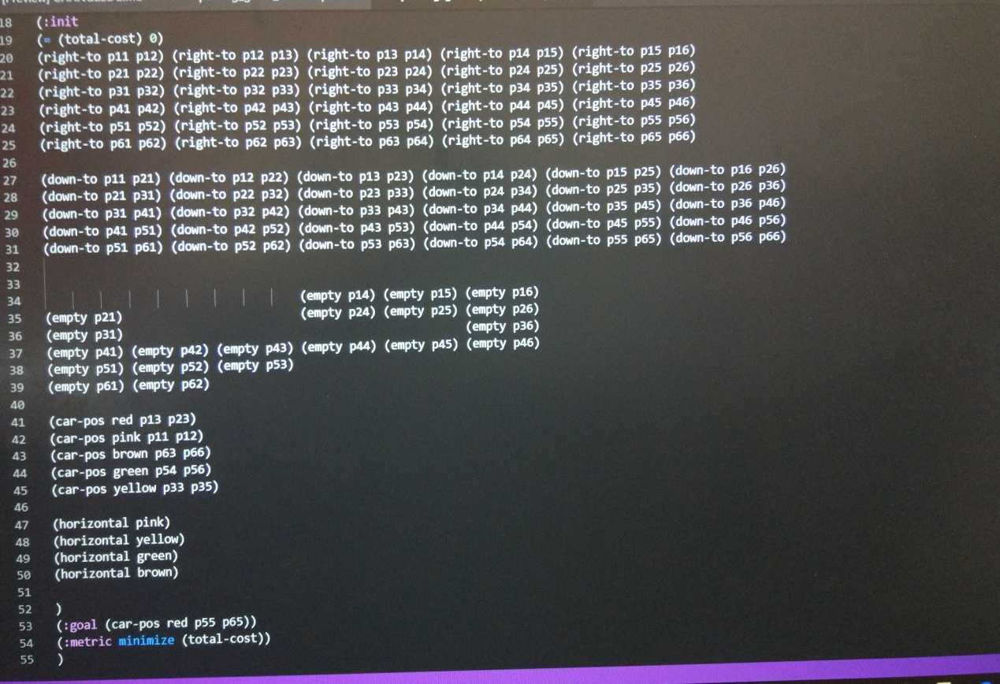 18 (:init
19 (= (total-cost) 0)
20 (right-to p11 p12) (right-to p12 p13) (right-to p13 p14) (right-to p14 p15) (right-to p15 p16)
21 (right-to p21 p22) (right-to p22 p23) (right-to p23 p24) (right-to p24 p25) (right-to p25 p26)
22 (right-to p31 p32) (right-to p32 p33) (right-to p33 p34) (right-to p34 p35) (right-to p35 p36)
23 (right-to p41 p42) (right-to p42 p43) (right-to p43 p44) (right-to p44 p45) (right-to p45 p46)
24 (right-to p51 p52) (right-to p52 p53) (right-to p53 p54) (right-to p54 p55) (right-to p55 p56)
25 (right-to p61 p62) (right-to p62 p63) (right-to p63 p64) (right-to p64 p65) (right-to p65 p66)
26
27 (down-to p11 p21) (down-to p12 p22) (down-to p13 p23) (down-to p14 p24) (down-to p15 p25) (down-to p16 p26)
28 (down-to p21 p31) (down-to p22 p32) (down-to p23 p33) (down-to p24 p34) (down-to p25 p35) (down-to p26 p36)
29 (down-to p31 p41) (down-to p32 p42) (down-to p33 p43) (down-to p34 p44) (down-to p35 p45) (down-to p36 p46)
30 (down-to p41 p51) (down-to p42 p52) (down-to p43 p53) (down-to p44 p54) (down-to p45 p55) (down-to p46 p56)
31 (down-to p51 p61) (down-to p52 p62) (down-to p53 p63) (down-to p54 p64) (down-to p55 p65) (down-to p56 p66)
32
33
34 (empty p14) (empty p15) (empty p16)
35 (empty p21) (empty p24) (empty p25) (empty p26)
36 (empty p31) (empty p36)
37 (empty p41) (empty p42) (empty p43) (empty p44) (empty p45) (empty p46)
38 (empty p51) (empty p52) (empty p53)
39 (empty p61) (empty p62)
40
41 (car-pos red p13 p23)
42 (car-pos pink p11 p12)
43 (car-pos brown p63 p66)
44 (car-pos green p54 p56)
45 (car-pos yellow p33 p35)
46
47 (horizontal pink)
48 (horizontal yellow)
49 (horizontal green)
50 (horizontal brown)
51
52 )
53 (:goal (car-pos red p55 p65))
54 (:metric minimize (total-cost))
55 )